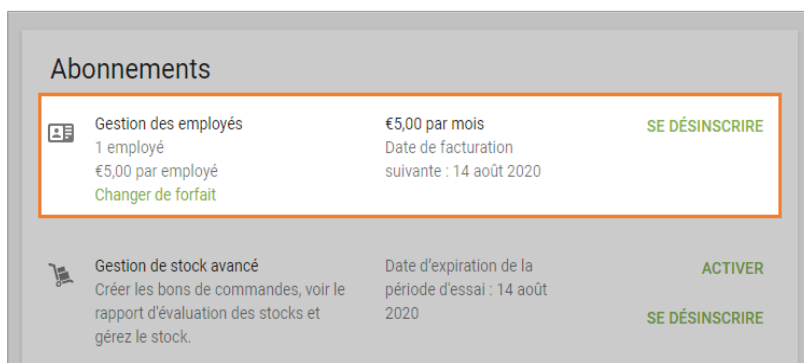 Abonnements
Gestion des employés
1 employé
€5,00 par employé
Changer de forfait
€5,00 par mois
Date de facturation
suivante : 14 août 2020
SE DÉSINSCRIRE
Gestion de stock avancé
Créer les bons de commandes, voir le
rapport d'évaluation des stocks et
gérez le stock.
Date d'expiration de la
période d'essai : 14 août
2020
ACTIVER
SE DÉSINSCRIRE